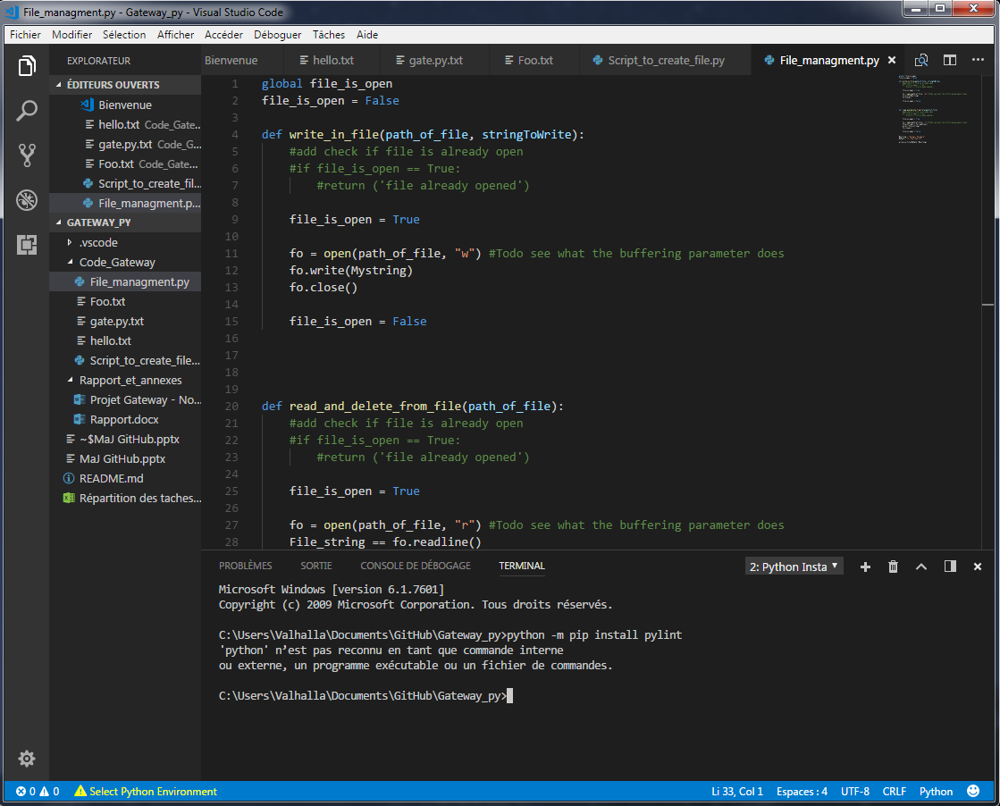 File_managment.py - Gateway_py - Visual Studio Code
Fichier Modifier Sélection Afficher Accéder Déboguer Tâches Aide
EXPLORATEUR
ÉDITEURS OUVERTS
Bienvenue
hello.txt Code_Gate...
gate.py.txt Code_G...
Foo.txt Code_Gate...
Script_to_create_fil...
File_managment.p...
GATEWAY_PY
.vscode
Code_Gateway
File_managment.py
Foo.txt
gate.py.txt
hello.txt
Script_to_create_file...
Rapport_et_annexes
Projet Gateway - No...
Rapport.docx
~$MaJ GitHub.pptx
MaJ GitHub.pptx
README.md
Répartition des taches...
Bienvenue hello.txt gate.py.txt Foo.txt Script_to_create_file.py File_managment.py
1 global file_is_open
2 file_is_open = False
3
4 def write_in_file(path_of_file, stringToWrite):
5 #add check if file is already open
6 #if file_is_open == True:
7 #return ('file already opened')
8
9 file_is_open = True
10
11 fo = open(path_of_file, "w") #Todo see what the buffering parameter does
12 fo.write(Mystring)
13 fo.close()
14
15 file_is_open = False
16
17
18
19
20 def read_and_delete_from_file(path_of_file):
21 #add check if file is already open
22 #if file_is_open == True:
23 #return ('file already opened')
24
25 file_is_open = True
26
27 fo = open(path_of_file, "r") #Todo see what the buffering parameter does
28 File_string == fo.readline()
PROBLÈMES SORTIE CONSOLE DE DÉBOGAGE TERMINAL 2: Python Insta
Microsoft Windows [version 6.1.7601]
Copyright (c) 2009 Microsoft Corporation. Tous droits réservés.
C:\Users\Valhalla\Documents\GitHub\Gateway_py>python -m pip install pylint
'python' n’est pas reconnu en tant que commande interne
ou externe, un programme exécutable ou un fichier de commandes.
C:\Users\Valhalla\Documents\GitHub\Gateway_py>
0 0 Select Python Environment Li 33, Col 1 Espaces : 4 UTF-8 CRLF Python